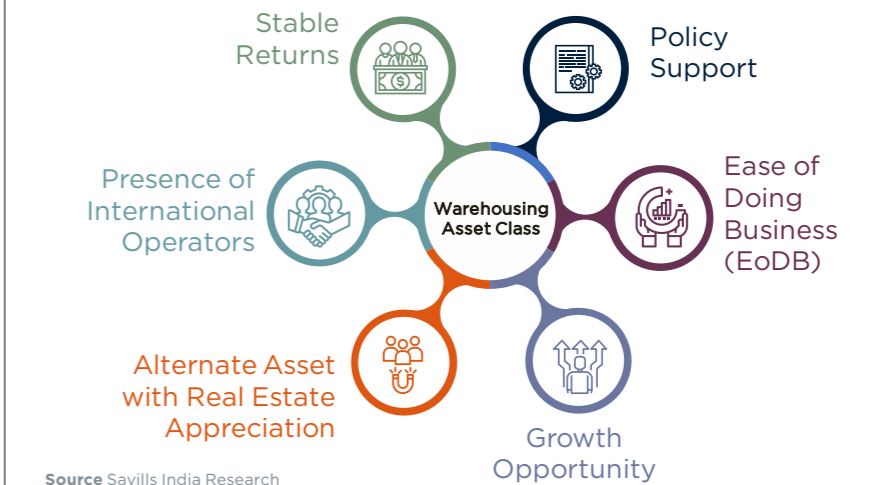 Stable
Returns
Policy
Support
Presence of
International
Operators
Warehousing
Asset Class
Ease of
Doing
Business
(EoDB)
Alternate Asset
with Real Estate
Appreciation
Growth
Opportunity
Source Savills India Research